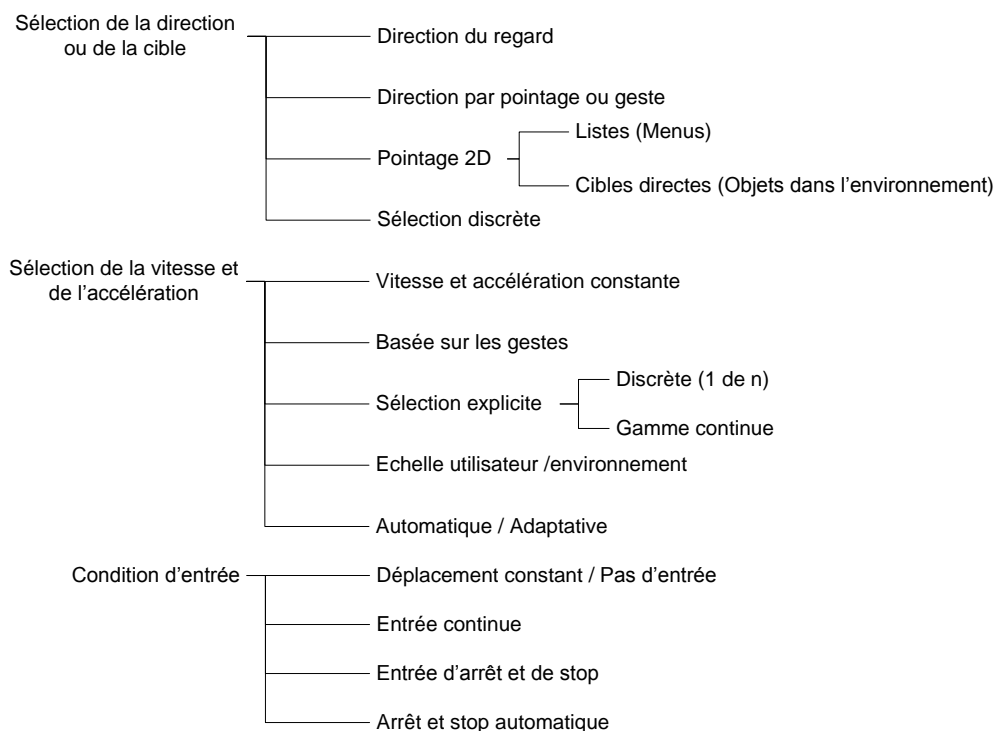 Sélection de la direction
ou de la cible
Direction du regard
Direction par pointage ou geste
Pointage 2D
Listes (Menus)
Cibles directes (Objets dans l'environnement)
Sélection discrète
Sélection de la vitesse et
de l'accélération
Vitesse et accélération constante
Basée sur les gestes
Sélection explicite
Discrète (1 de n)
Gamme continue
Echelle utilisateur /environnement
Automatique / Adaptative
Condition d'entrée
Déplacement constant / Pas d'entrée
Entrée continue
Entrée d'arrêt et de stop
Arrêt et stop automatique